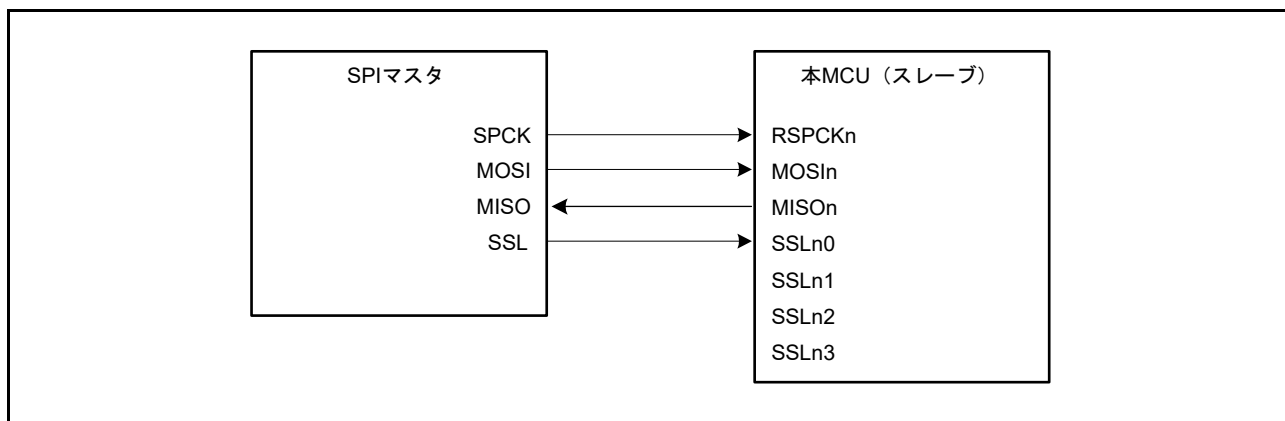 SPIマスタ
SPCK
MOSI
MISO
SSL
本MCU（スレーブ）
RSPCKn
MOSIn
MISOn
SSLn0
SSLn1
SSLn2
SSLn3